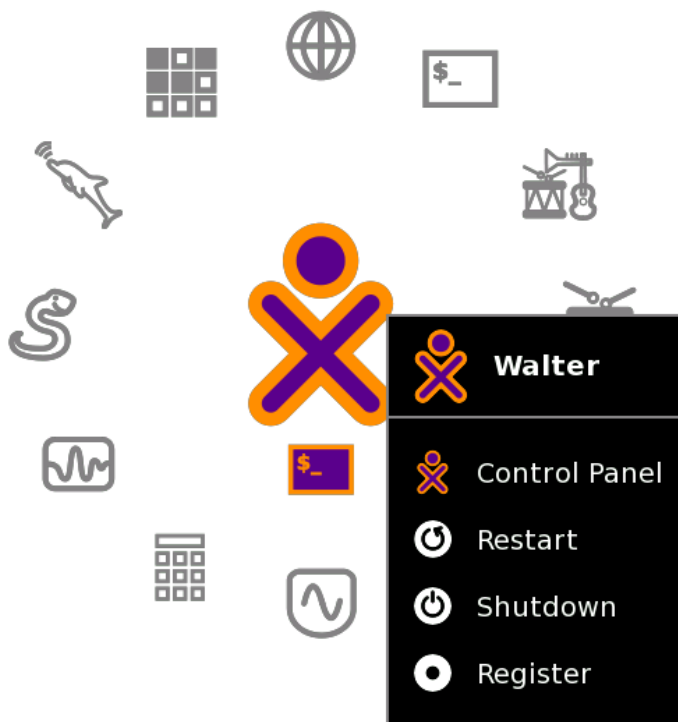 $_
Walter
$_
Control Panel
Restart
Shutdown
Register